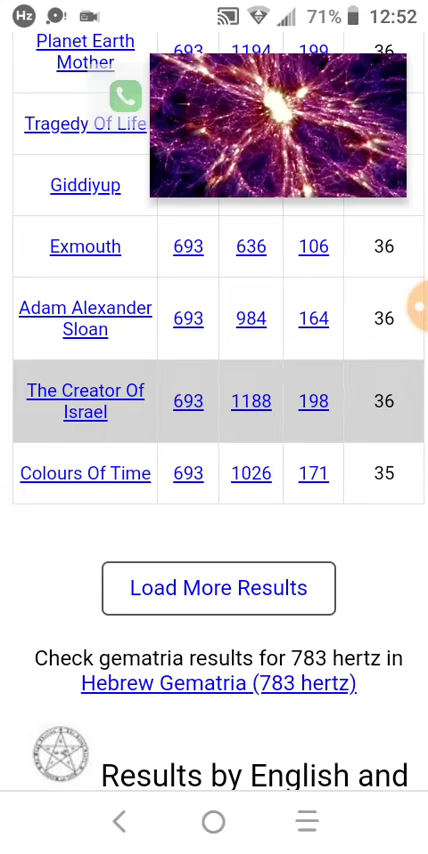 Hz 71% 12:52
Planet Earth 693 1194 199 36
Mother
Tragedy Of Life
Giddiyup
Exmouth 693 636 106 36
Adam Alexander
Sloan 693 984 164 36
The Creator Of
Israel 693 1188 198 36
Colours Of Time 693 1026 171 35
Load More Results
Check gematria results for 783 hertz in
Hebrew Gematria (783 hertz)
Results by English and